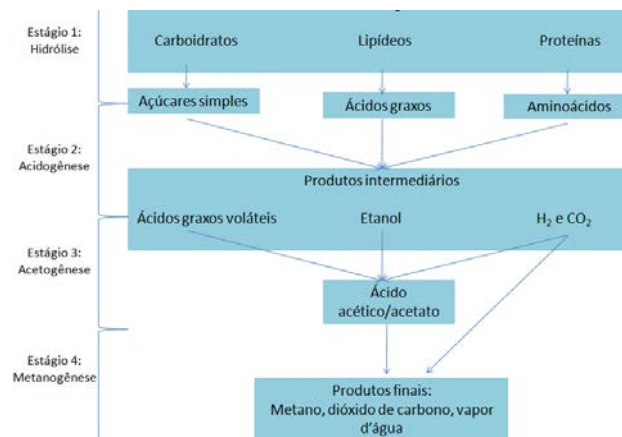 Estágio 1:
Hidrólise
Carboidratos
Lipídeos
Proteínas
Açúcares simples
Ácidos graxos
Aminoácidos
Estágio 2:
Acidogênese
Produtos intermediários
Ácidos graxos voláteis
Etanol
H₂ e CO₂
Estágio 3:
Acetogênese
Ácido
acético/acetato
Estágio 4:
Metanogênese
Produtos finais:
Metano, dióxido de carbono, vapor
d'água